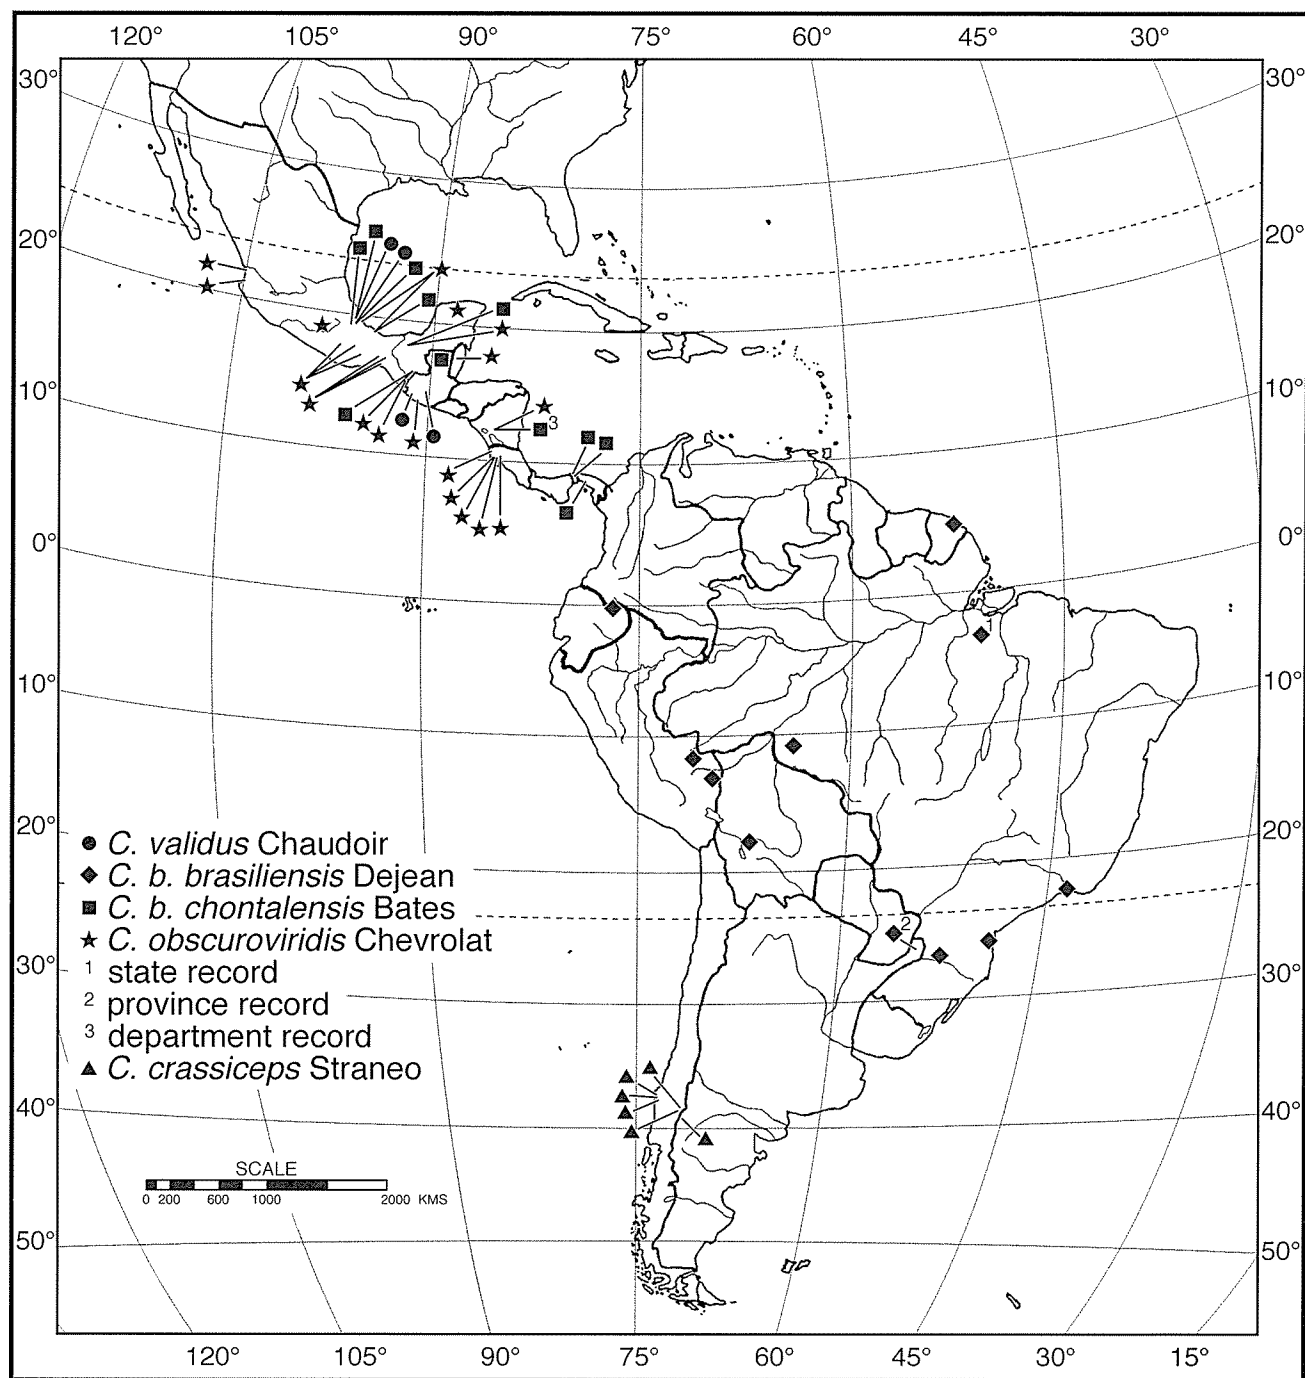 120° 105° 90° 75° 60° 45° 30°
30° 30°
20° 20°
10° 10°
3
0° 0°
1
10° 10°
20° 20°
C. validus Chaudoir
C. b. brasiliensis Dejean
C. b. chontalensis Bates
2
C. obscuroviridis Chevrolat
30° 30°
1 state record
2 province record
3 department record
C. crassiceps Straneo
40° 40°
SCALE
0 200 600 1000 2000 KMS
50° 50°
120° 105° 90° 75° 60° 45° 30° 15°